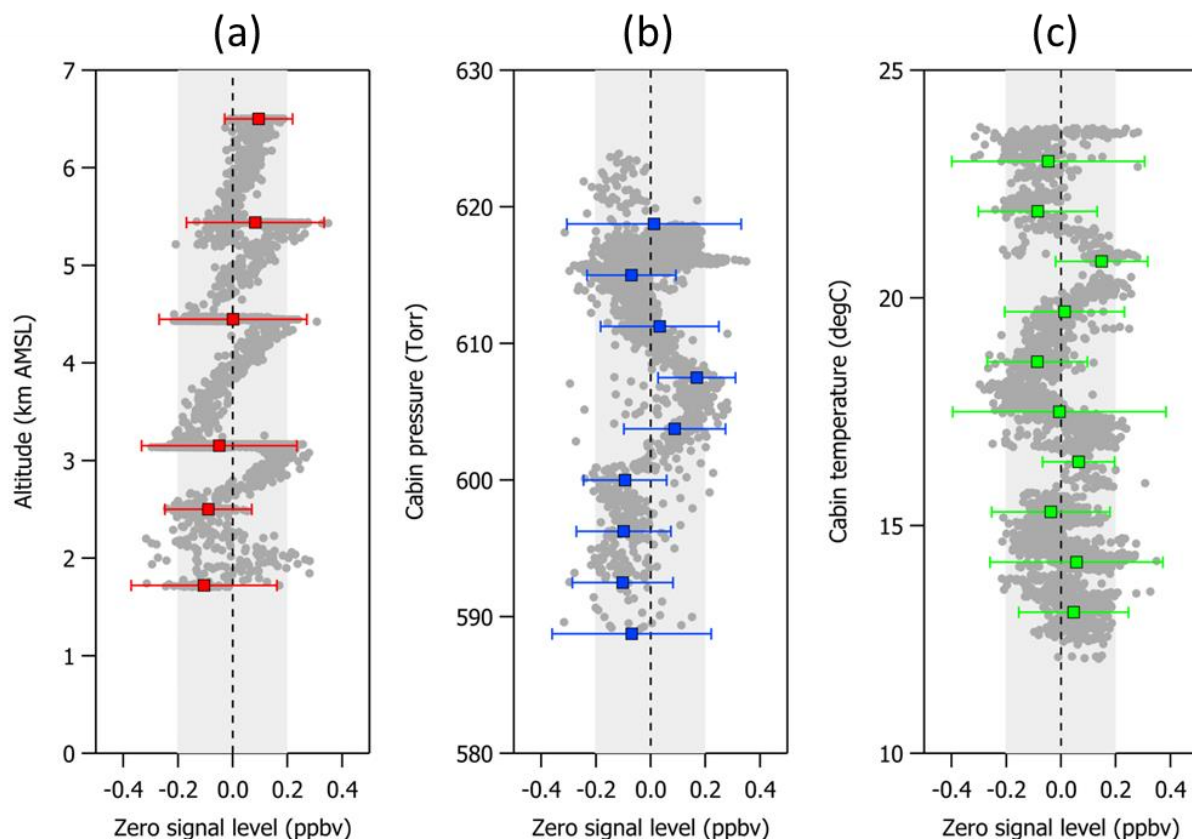 (a)
(b)
(c)
7
6
5
4
3
2
1
0
Altitude (km AMSL)
-0.4 -0.2 0.0 0.2 0.4
Zero signal level (ppbv)
630
620
610
600
590
580
Cabin pressure (Torr)
-0.4 -0.2 0.0 0.2 0.4
Zero signal level (ppbv)
25
20
15
10
Cabin temperature (degC)
-0.4 -0.2 0.0 0.2 0.4
Zero signal level (ppbv)